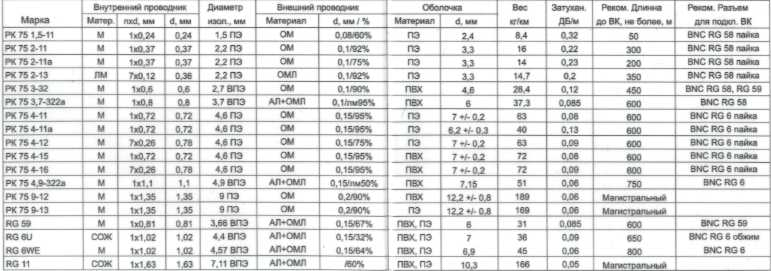 Марка Внутренний проводник Диаметр Внешний проводник Оболочка Вес Затухан. Реком. Длинна Реком. Разъем
Матер. nxd, мм d, мм изол., мм Материал d, мм / % Материал d, мм кг/км ДБ/м до ВК, не более, м для подкл. ВК
РК 75 1,5-11 М 1x0,24 0,24 1,5 ПЭ ОМ 0,08/60% ПЭ 2,4 8,4 0,32 50 BNC RG 58 пайка
РК 75 2-11 М 1x0,37 0,37 2,2 ПЭ ОМ 0,1/92% ПЭ 3,3 16 0,22 300 BNC RG 58 пайка
РК 75 2-11а М 1x0,37 0,37 2,2 ПЭ ОМ 0,1/75% ПЭ 3,3 14 0,22 200 BNC RG 58 пайка
РК 75 2-13 ЛМ 7x0,12 0,36 2,2 ПЭ ОМЛ 0,1/92% ПЭ 3,3 14,7 0,2 350 BNC RG 58 пайка
РК 75 3-32 М 1x0,6 0,6 2,7 ВПЭ ОМ 0,1/90% ПВХ 4,6 28,4 0,12 450 BNC RG 58, RG 59
РК 75 3,7-322а М 1x0,8 0,8 3,7 ВПЭ АЛ+ОМЛ 0,1/лм95% ПВХ 6 37,3 0,085 600 BNC RG 58
РК 75 4-11 М 1x0,72 0,72 4,6 ПЭ ОМ 0,15/95% ПЭ 7 +/- 0,2 63 0,08 600 BNC RG 6 пайка
РК 75 4-11а М 1x0,72 0,72 4,6 ПЭ ОМ 0,15/95% ПЭ 6,2 +/- 0,3 40 0,13 600 BNC RG 6 пайка
РК 75 4-12 М 7x0,26 0,78 4,6 ПЭ ОМ 0,15/75% ПЭ 7 +/- 0,2 63 0,09 600 BNC RG 6 пайка
РК 75 4-15 М 1x0,72 0,72 4,6 ПЭ ОМ 0,15/95% ПВХ 7 +/- 0,2 72 0,08 600 BNC RG 6 пайка
РК 75 4-16 М 7x0,26 0,78 4,6 ПЭ ОМ 0,15/95% ПВХ 7 +/- 0,2 72 0,09 600 BNC RG 6 пайка
РК 75 4,9-322а М 1x1,1 1,1 4,9 ВПЭ АЛ+ОМЛ 0,15/лм50% ПВХ 7,15 51 0,06 750 BNC RG 6
РК 75 9-12 М 1x1,35 1,35 9 ПЭ ОМ 0,2/90% ПВХ 12,2 +/- 0,8 189 0,06 Магистральный
РК 75 9-13 М 1x1,35 1,35 9 ПЭ ОМ 0,2/90% ПЭ 12,2 +/- 0,8 169 0,06 Магистральный
RG 59 М 1x0,81 0,81 3,66 ВПЭ АЛ+ОМЛ 0,15/67% ПВХ, ПЭ 6 31 0,085 600 BNC RG 59
RG 6U СОЖ 1x1,02 1,02 4,4 ВПЭ АЛ+ОМЛ 0,15/32% ПВХ, ПЭ 7 36 0,09 650 BNC RG 6 обжим
RG 6WE М 1x1,02 1,02 4,57 ВПЭ АЛ+ОМЛ 0,15/64% ПВХ, ПЭ 6,9 45 0,06 800 BNC RG 6
RG 11 СОЖ 1x1,63 1,63 7,11 ВПЭ АЛ+ОМЛ /60% ПВХ, ПЭ 10,3 166 0,05 Магистральный